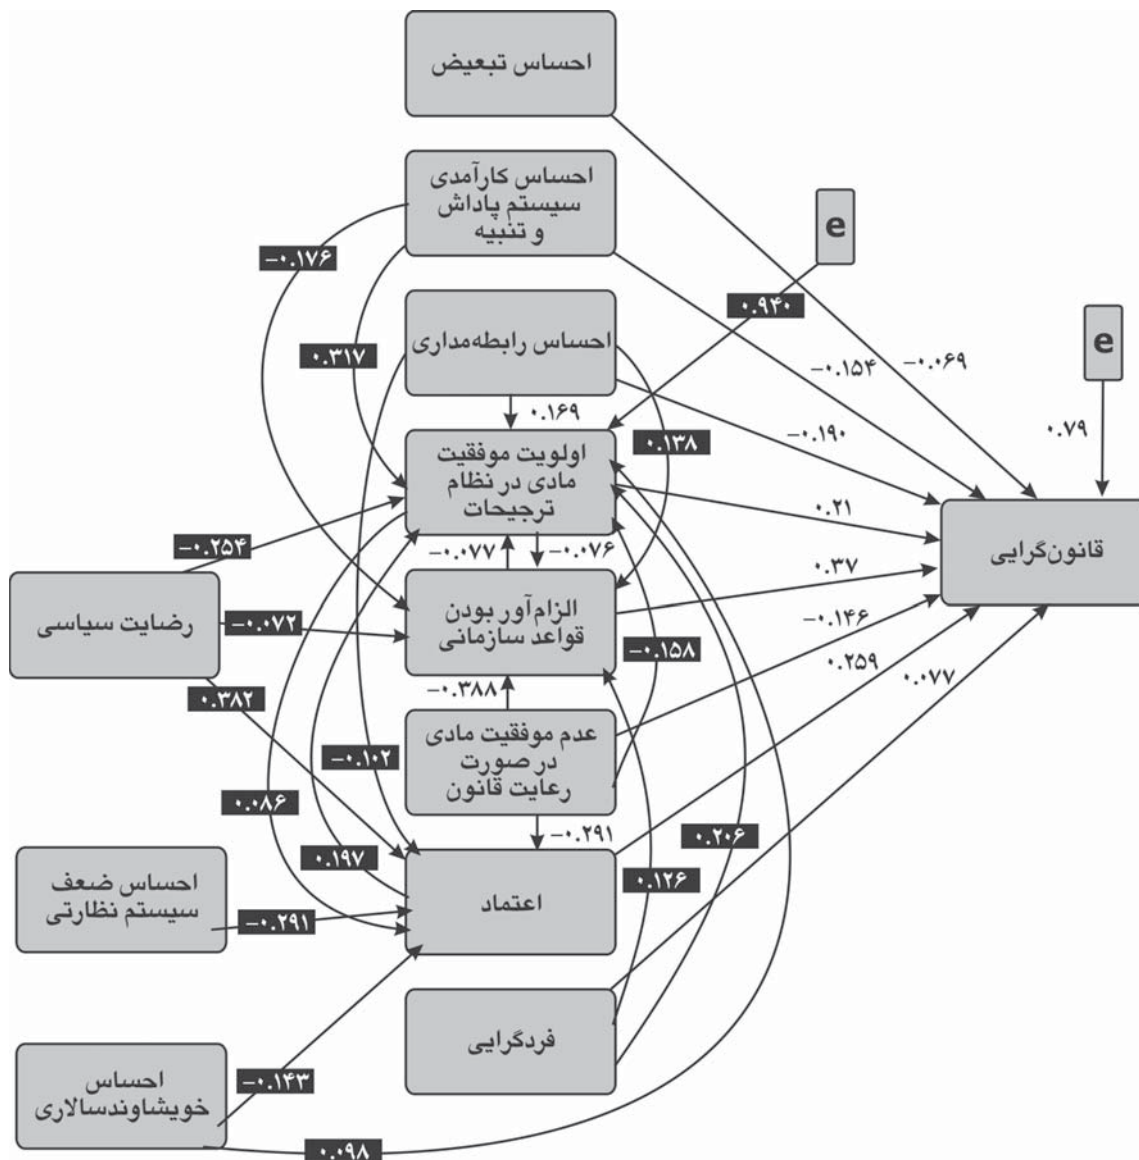 احساس تبعیض
احساس کارآمدی
سیستم پاداش
و تنبیه
e
−۰.۱۷۶
۰.۹۴۰
e
احساس رابطه‌مداری
۰.۳۱۷
−۰.۱۵۴
−۰.۰۶۹
۰.۱۶۹
۰.۱۳۸
−۰.۱۹۰
۰.۷۹
اولویت موفقیت
مادی در نظام
ترجیحات
۰.۲۱
−۰.۲۵۴
−۰.۰۷۷
−۰.۰۷۶
قانون‌گرایی
۰.۳۷
رضایت سیاسی
−۰.۰۷۲
الزام‌آور بودن
قواعد سازمانی
−۰.۱۴۶
−۰.۱۵۸
۰.۲۵۹
۰.۰۷۷
۰.۳۸۲
−۰.۳۸۸
عدم موفقیت مادی
در صورت
رعایت قانون
−۰.۱۰۲
۰.۰۸۶
−۰.۲۹۱
۰.۲۰۶
۰.۱۹۷
۰.۱۲۶
احساس ضعف
سیستم نظارتی
−۰.۲۹۱
اعتماد
فردگرایی
احساس
خویشاوندسالاری
−۰.۱۴۳
۰.۰۹۸